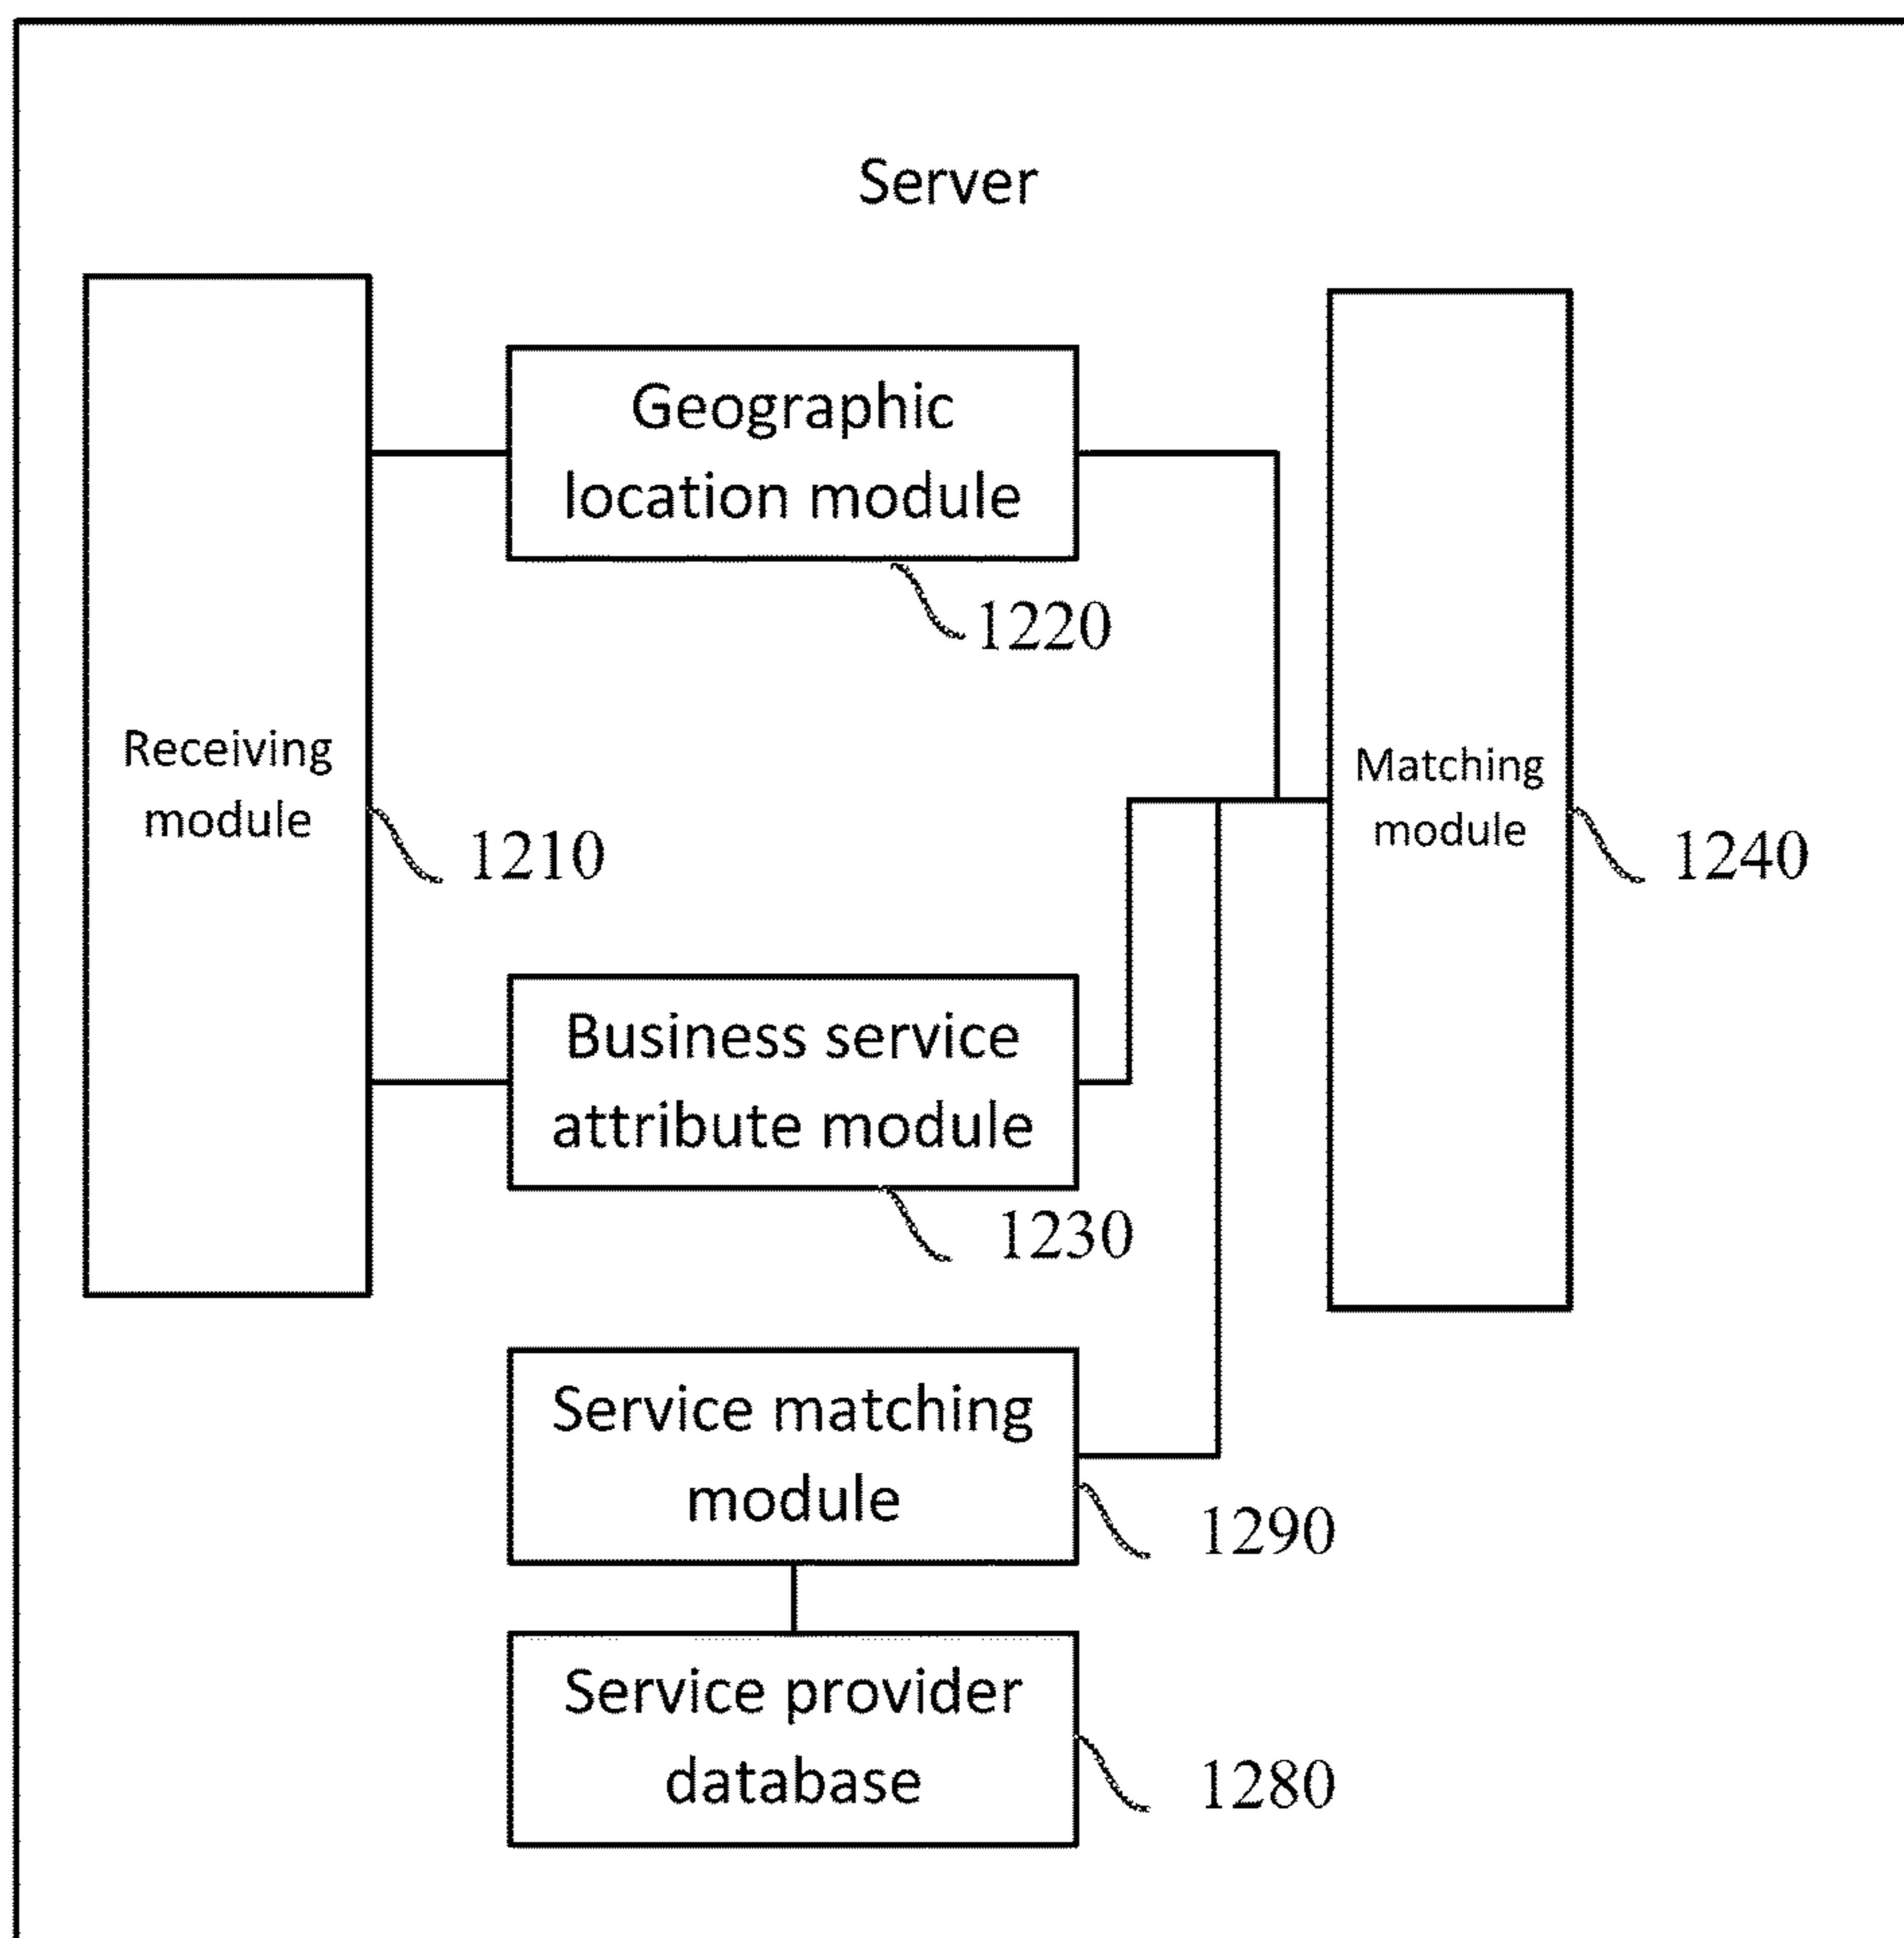 Server
Geographic
location module
1220
Receiving
module
1210
Matching
module
1240
Business service
attribute module
1230
Service matching
module
1290
Service provider
database
1280